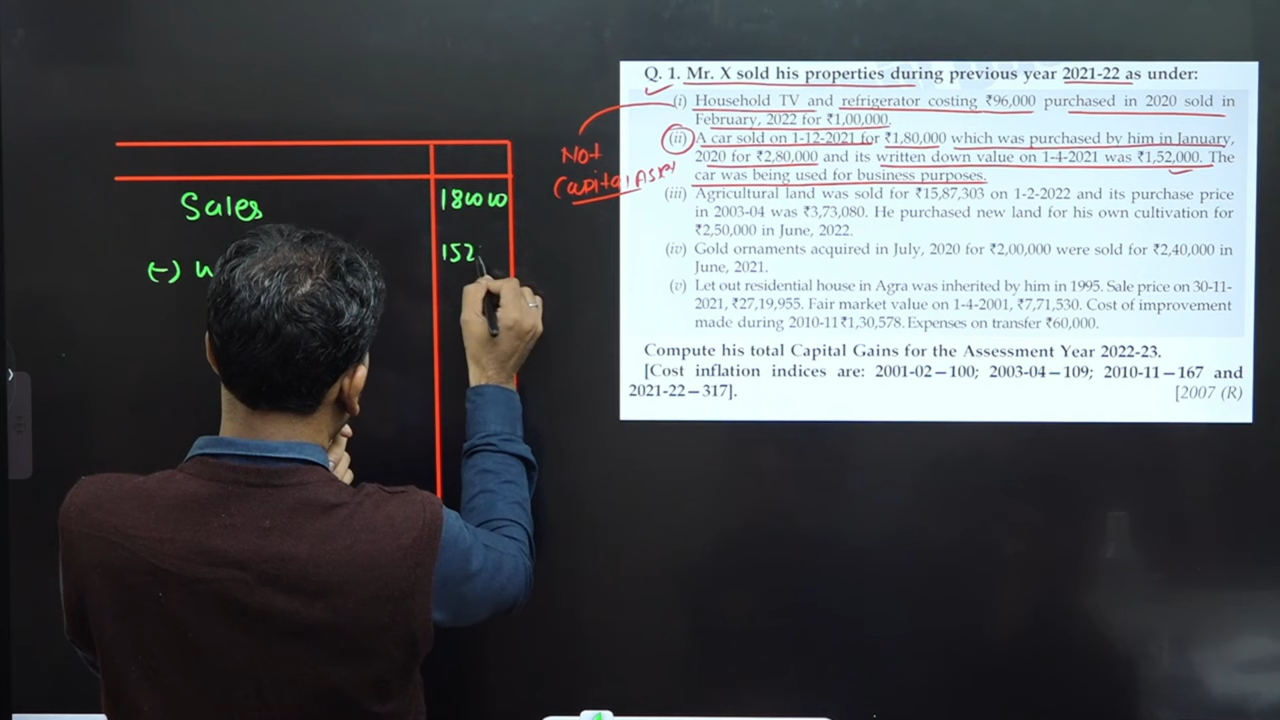 Sales 180000
(-) 152
Not
Capital Asset
Q. 1. Mr. X sold his properties during previous year 2021-22 as under:
(i) Household TV and refrigerator costing ₹96,000 purchased in 2020 sold in
February, 2022 for ₹1,00,000.
(ii) A car sold on 1-12-2021 for ₹1,80,000 which was purchased by him in January,
2020 for ₹2,80,000 and its written down value on 1-4-2021 was ₹1,52,000. The
car was being used for business purposes.
(iii) Agricultural land was sold for ₹15,87,303 on 1-2-2022 and its purchase price
in 2003-04 was ₹3,73,080. He purchased new land for his own cultivation for
₹2,50,000 in June, 2022.
(iv) Gold ornaments acquired in July, 2020 for ₹2,00,000 were sold for ₹2,40,000 in
June, 2021.
(v) Let out residential house in Agra was inherited by him in 1995. Sale price on 30-11-
2021, ₹27,19,955. Fair market value on 1-4-2001, ₹7,71,530. Cost of improvement
made during 2010-11 ₹1,30,578. Expenses on transfer ₹60,000.
Compute his total Capital Gains for the Assessment Year 2022-23.
[Cost inflation indices are: 2001-02—100; 2003-04—109; 2010-11—167 and
2021-22—317]. [2007 (R)